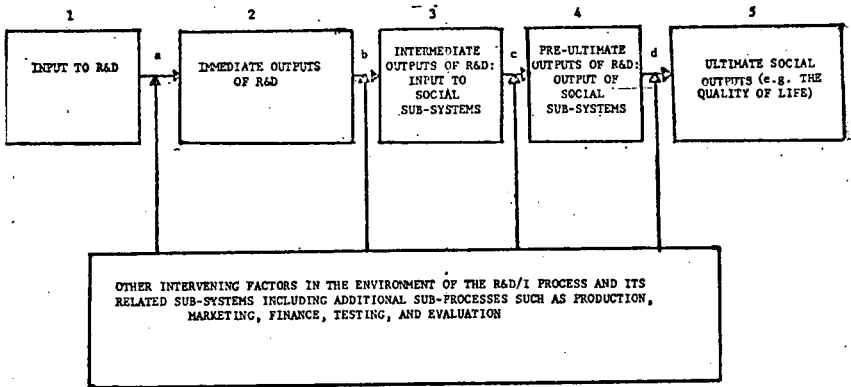 1 2 3 4 5
a b c d
INPUT TO R&D
IMMEDIATE OUTPUTS
OF R&D
INTERMEDIATE
OUTPUTS OF R&D:
INPUT TO
SOCIAL
SUB-SYSTEMS
PRE-ULTIMATE
OUTPUTS OF R&D:
OUTPUT OF
SOCIAL
SUB-SYSTEMS
ULTIMATE SOCIAL
OUTPUTS (e.g. THE
QUALITY OF LIFE)
OTHER INTERVENING FACTORS IN THE ENVIRONMENT OF THE R&D/I PROCESS AND ITS
RELATED SUB-SYSTEMS INCLUDING ADDITIONAL SUB-PROCESSES SUCH AS PRODUCTION,
MARKETING, FINANCE, TESTING, AND EVALUATION